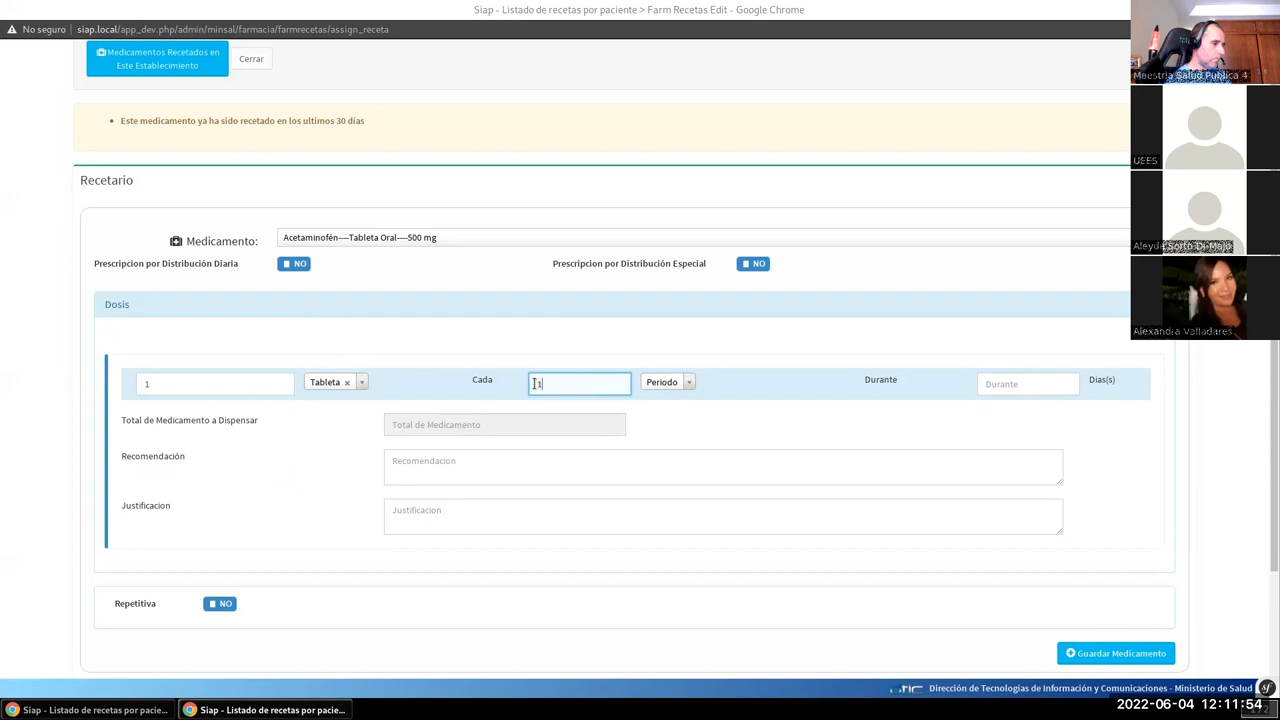 Siap - Listado de recetas por paciente > Farm Recetas Edit - Google Chrome
No seguro siap.local/app_dev.php/admin/minsal/farmacia/farmrecetas/assign_receta
Medicamentos Recetados en
Este Establecimiento
Cerrar
Maestria Salud Publica 4
Este medicamento ya ha sido recetado en los ultimos 30 dias
UEES
Recetario
Medicamento: Acetaminofén----Tableta Oral----500 mg
Aleyda Sorto Di Majo
Prescripcion por Distribución Diaria NO Prescripcion por Distribución Especial NO
Dosis
Alexandra Valladares
1 Tableta × Cada 1 Periodo Durante Durante Dias(s)
Total de Medicamento a Dispensar Total de Medicamento
Recomendación Recomendacion
Justificacion Justificacion
Repetitiva NO
Guardar Medicamento
Dirección de Tecnologías de Información y Comunicaciones - Ministerio de Salud
Siap - Listado de recetas por pacie... Siap - Listado de recetas por pacie...
2022-06-04 12:11:54